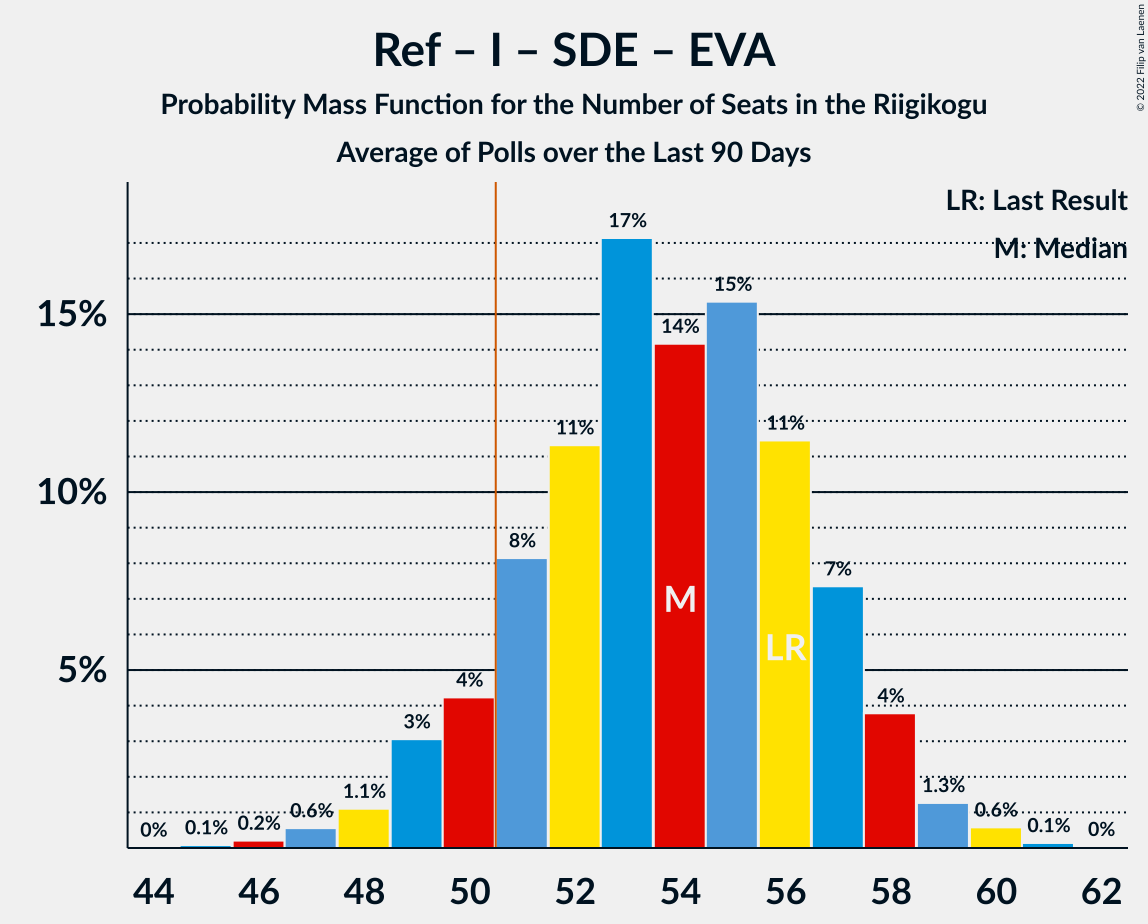 Ref – I – SDE – EVA
Probability Mass Function for the Number of Seats in the Riigikogu
Average of Polls over the Last 90 Days
© 2022 Filip van Laenen
LR: Last Result
M: Median
17%
15%
15%
14%
11%
11%
10%
8%
7%
M
LR
5%
4%
4%
3%
1.1%
1.3%
0.6%
0.6%
0%
0.1%
0.2%
0.1%
0%
44 46 48 50 52 54 56 58 60 62